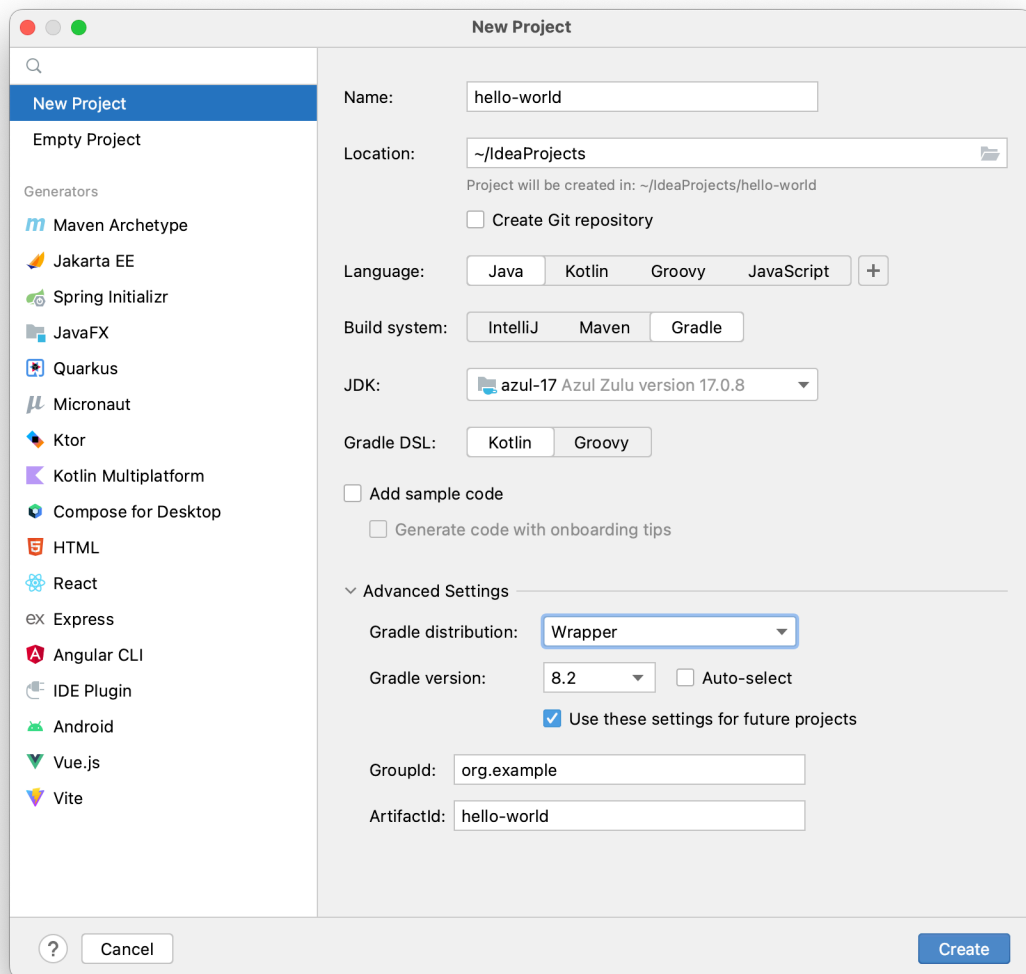 New Project
New Project
Empty Project
Generators
Maven Archetype
Jakarta EE
Spring Initializr
JavaFX
Quarkus
Micronaut
Ktor
Kotlin Multiplatform
Compose for Desktop
HTML
React
ex Express
Angular CLI
IDE Plugin
Android
Vue.js
Vite
Name: hello-world
Location: ~/IdeaProjects
Project will be created in: ~/IdeaProjects/hello-world
Create Git repository
Language: Java Kotlin Groovy JavaScript +
Build system: IntelliJ Maven Gradle
JDK: azul-17 Azul Zulu version 17.0.8
Gradle DSL: Kotlin Groovy
Add sample code
Generate code with onboarding tips
Advanced Settings
Gradle distribution: Wrapper
Gradle version: 8.2 Auto-select
Use these settings for future projects
GroupId: org.example
ArtifactId: hello-world
? Cancel Create